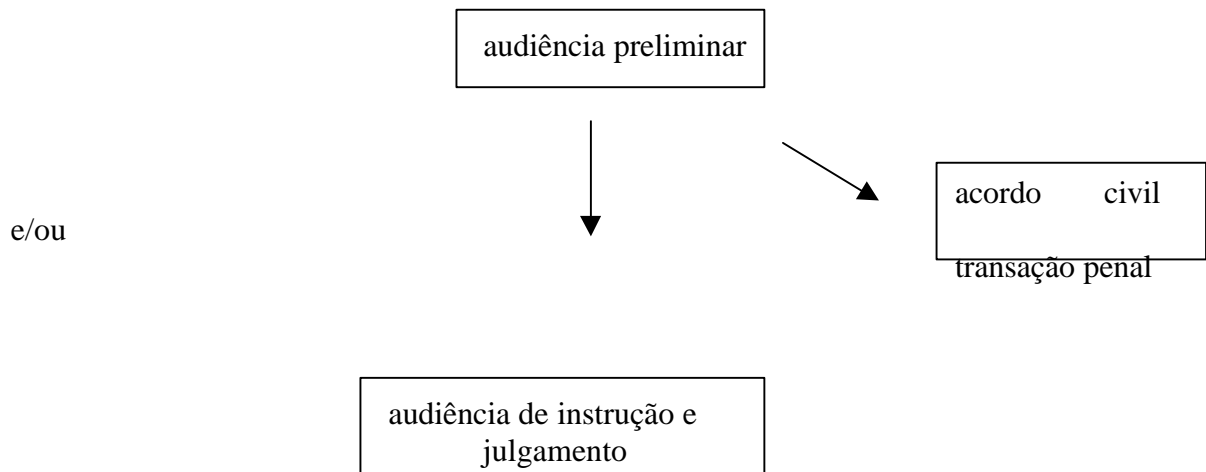 audiência preliminar
acordo civil
e/ou
transação penal
audiência de instrução e
julgamento